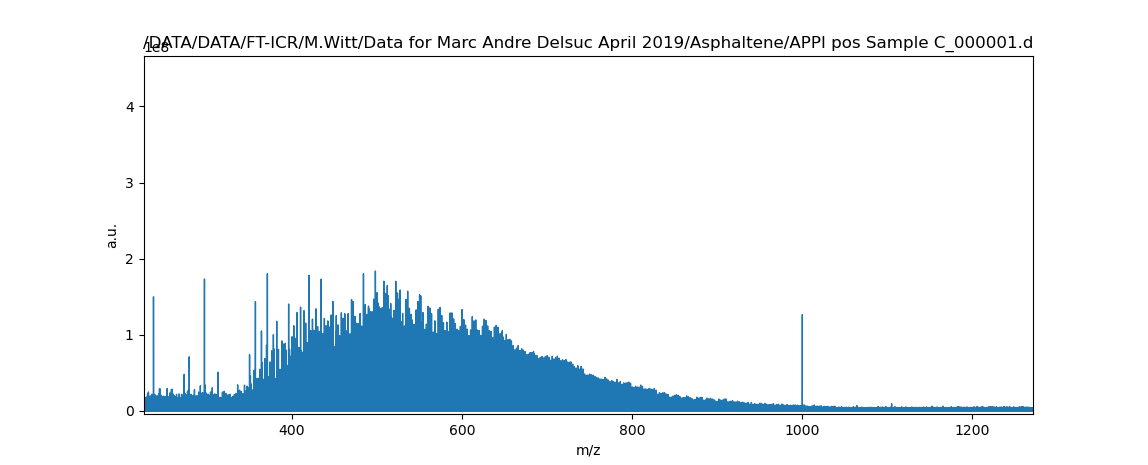 /DATA/DATA/FT-ICR/M.Witt/Data for Marc Andre Delsuc April 2019/Asphaltene/APPI pos Sample C_000001.d
1e8
4
3
2
1
0
a.u.
400 600 800 1000 1200
m/z